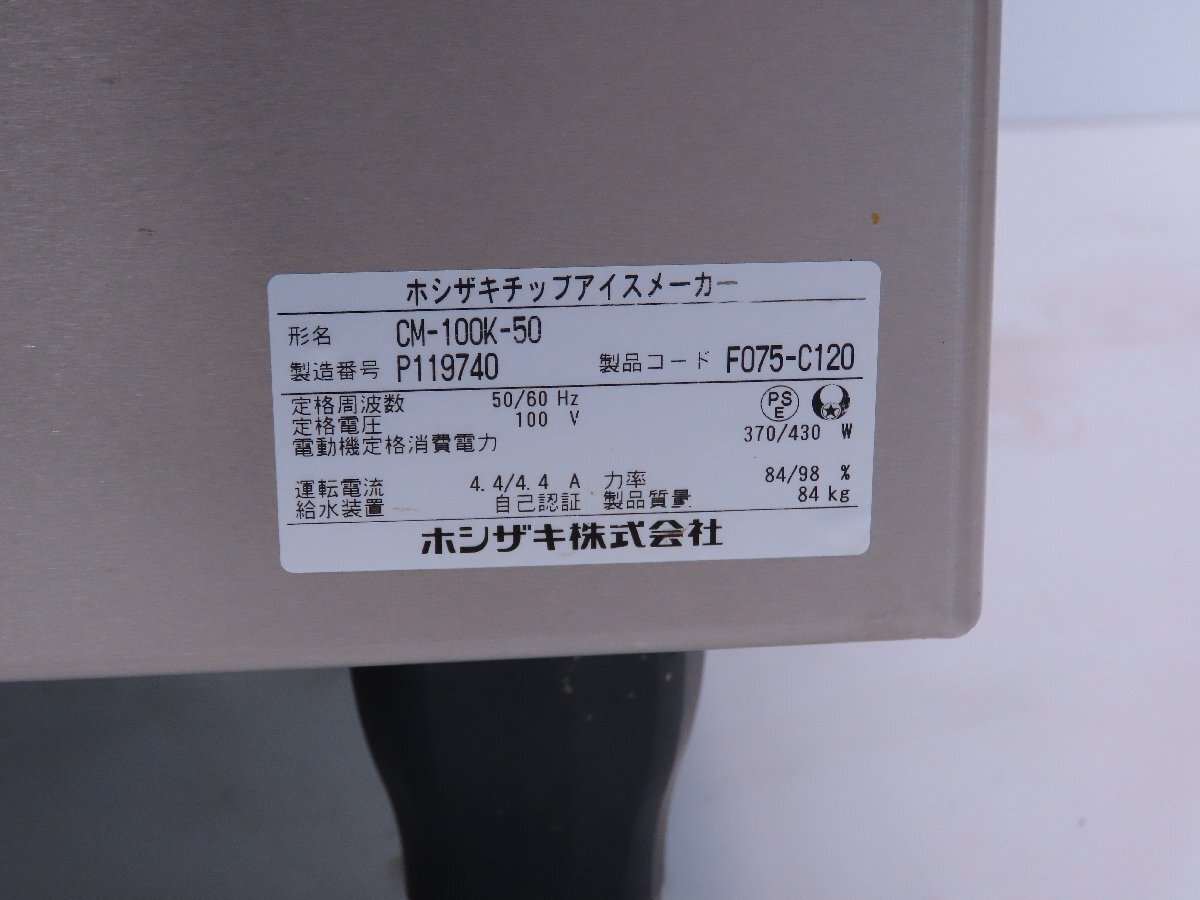 ホシザキチップアイスメーカー
形名 CM-100K-50
製造番号 P119740 製品コード F075-C120
定格周波数 50/60 Hz PS E
定格電圧 100 V
電動機定格消費電力 370/430 W
運転電流 4.4/4.4 A 力率 84/98 %
給水装置 自己認証 製品質量 84 kg
ホシザキ株式会社